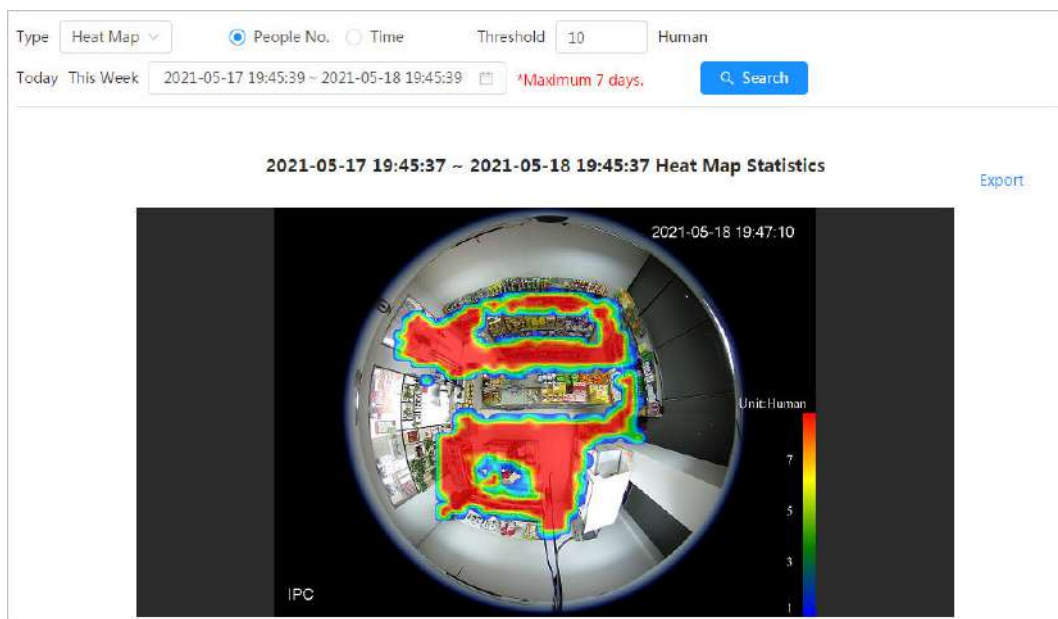 Type Heat Map People No. Time Threshold 10 Human
Today This Week 2021-05-17 19:45:39 ~ 2021-05-18 19:45:39 *Maximum 7 days. Search
2021-05-17 19:45:37 ~ 2021-05-18 19:45:37 Heat Map Statistics
Export
2021-05-18 19:47:10
Unit:Human
7
5
3
1
IPC